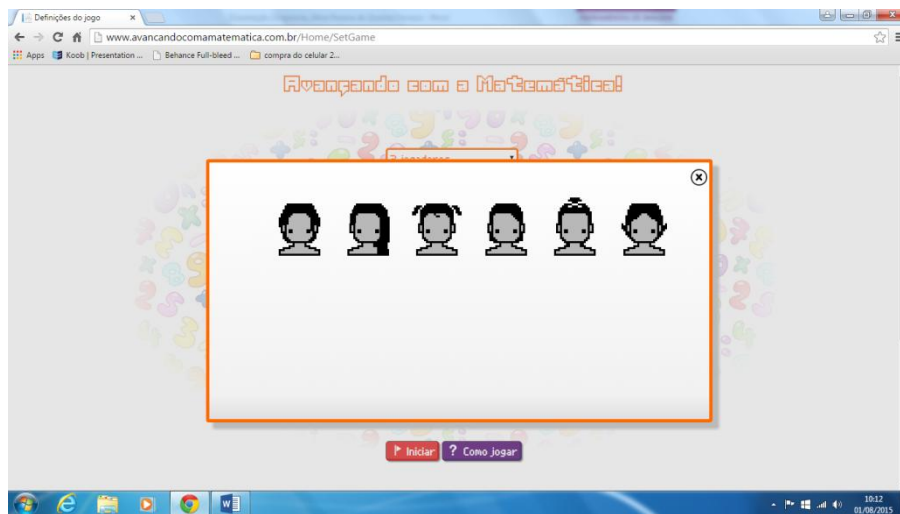 Definições do jogo
www.avancandocomamatematica.com.br/Home/SetGame
Apps Koob | Presentation ... Behance Full-bleed ... compra do celular 2...
Avançando com a Matemática!
Iniciar ? Como jogar
10:12
01/08/2015